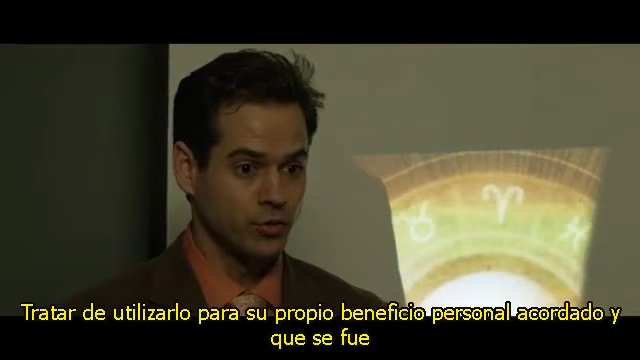 Tratar de utilizarlo para su propio beneficio personal acordado y
que se fue